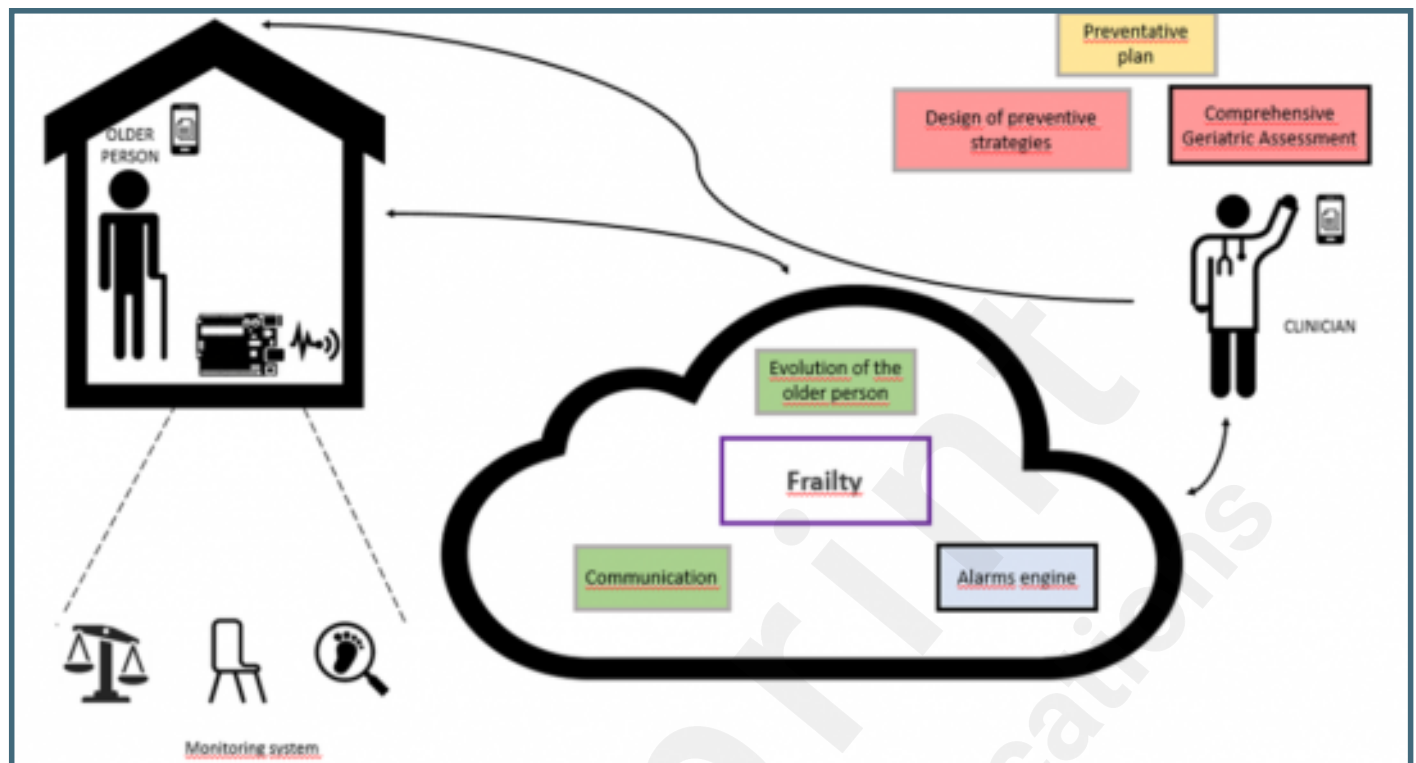 Preventative
plan
Design of preventive
strategies
Comprehensive
Geriatric Assessment
OLDER
PERSON
CLINICIAN
Evolution of the
older person
Frailty
Communication
Alarms engine
Monitoring system